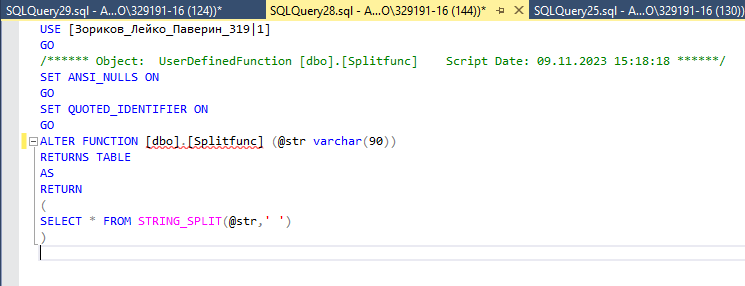 SQLQuery29.sql - A...O\329191-16 (124))*
SQLQuery28.sql - A...O\329191-16 (144))*
SQLQuery25.sql - A...O\329191-16 (130))
USE [Зориков_Лейко_Паверин_319|1]
GO
/****** Object:  UserDefinedFunction [dbo].[Splitfunc]    Script Date: 09.11.2023 15:18:18 ******/
SET ANSI_NULLS ON
GO
SET QUOTED_IDENTIFIER ON
GO
ALTER FUNCTION [dbo].[Splitfunc] (@str varchar(90))
RETURNS TABLE
AS
RETURN
(
SELECT * FROM STRING_SPLIT(@str,' ')
)